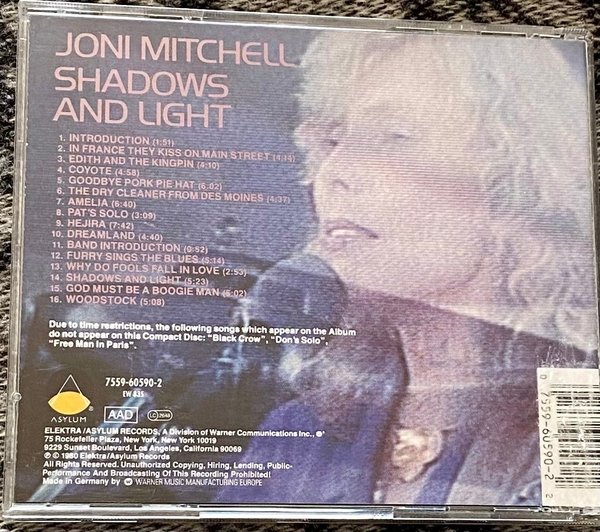 JONI MITCHELL
SHADOWS
AND LIGHT
1. INTRODUCTION (1:51)
2. IN FRANCE THEY KISS ON MAIN STREET (4:14)
3. EDITH AND THE KINGPIN (4:10)
4. COYOTE (4:58)
5. GOODBYE PORK PIE HAT (6:02)
6. THE DRY CLEANER FROM DES MOINES (4:37)
7. AMELIA (6:40)
8. PAT'S SOLO (3:09)
9. HEJIRA (7:42)
10. DREAMLAND (4:40)
11. BAND INTRODUCTION (0:52)
12. FURRY SINGS THE BLUES (5:14)
13. WHY DO FOOLS FALL IN LOVE (2:53)
14. SHADOWS AND LIGHT (5:23)
15. GOD MUST BE A BOOGIE MAN (5:02)
16. WOODSTOCK (5:08)
Due to time restrictions, the following songs which appear on the Album
do not appear on this Compact Disc: "Black Crow", "Don's Solo",
"Free Man In Paris".
7559-60590-2
EW 835
ASYLUM
AAD
LC 2648
ELEKTRA/ASYLUM RECORDS, A Division of Warner Communications Inc.,
75 Rockefeller Plaza, New York, New York 10019
9229 Sunset Boulevard, Los Angeles, California 90069
℗ © 1980 Elektra/Asylum Records
All Rights Reserved. Unauthorized Copying, Hiring, Lending, Public-
Performance And Broadcasting Of This Recording Prohibited!
Made in Germany by WARNER MUSIC MANUFACTURING EUROPE
0 7559-60590-2 2